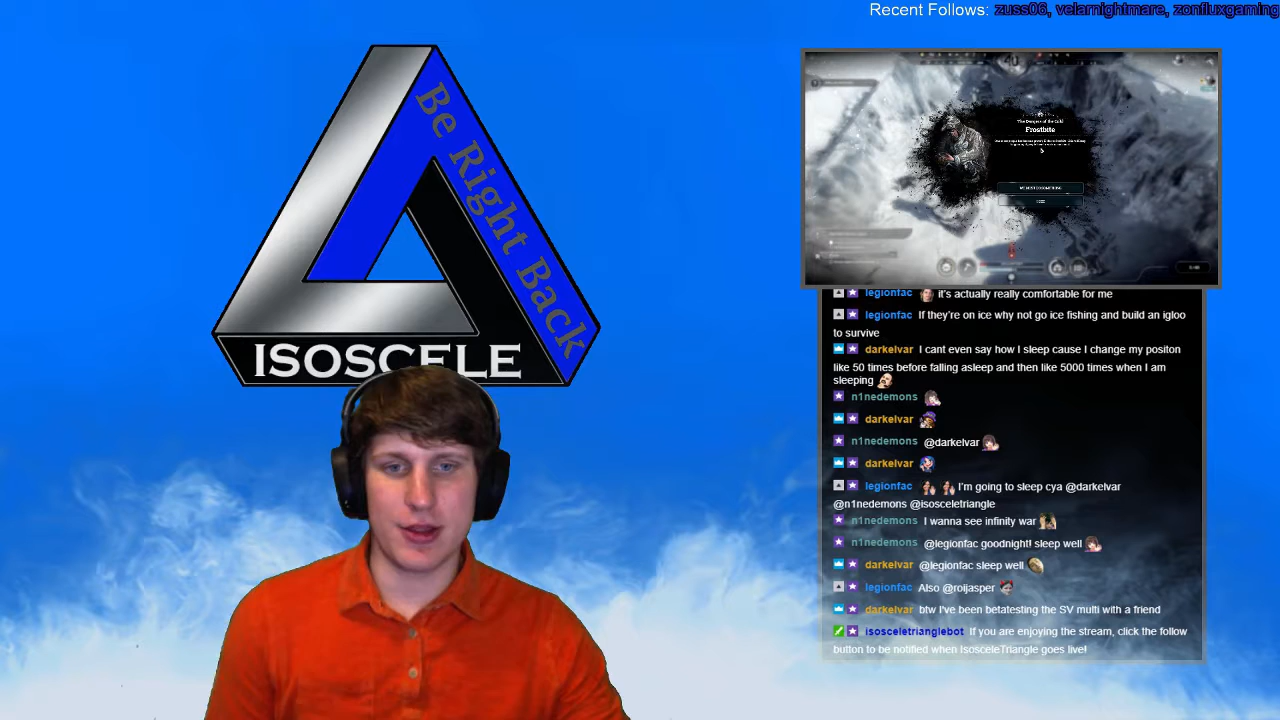 Recent Follows: zuss06, velarnightmare, zonfluxgaming
Be Right Back
ISOSCELE
The Dangers of the Cold
Frostbite
legionfac it's actually really comfortable for me
legionfac If they're on ice why not go ice fishing and build an igloo
to survive
darkelvar I cant even say how I sleep cause I change my positon
like 50 times before falling asleep and then like 5000 times when I am
sleeping
n1nedemons
darkelvar
n1nedemons @darkelvar
darkelvar
legionfac I'm going to sleep cya @darkelvar
@n1nedemons @isosceletriangle
n1nedemons I wanna see infinity war
n1nedemons @legionfac goodnight! sleep well
darkelvar @legionfac sleep well
legionfac Also @roijasper
darkelvar btw I've been betatesting the SV multi with a friend
isosceletrianglebot If you are enjoying the stream, click the follow
button to be notified when IsosceleTriangle goes live!